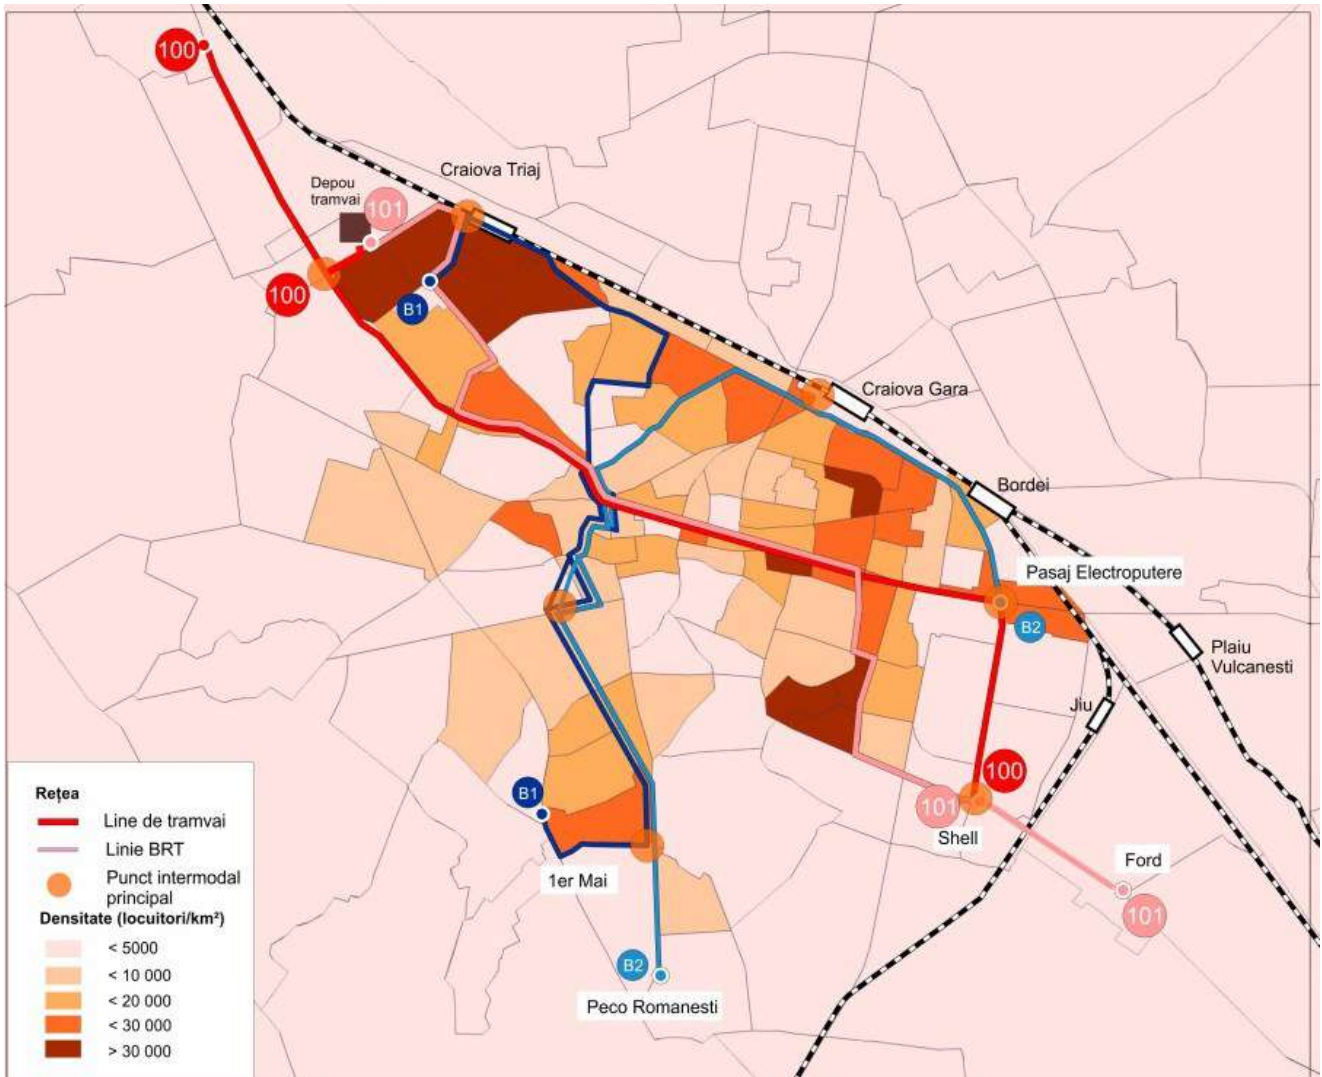 100
Craiova Triaj
Depou
tramvai
101
100
B1
Craiova Gara
Bordei
Pasaj Electroputere
B2
Plaiu
Vulcanesti
Jiu
100
101
Shell
B1
1er Mai
Ford
101
B2
Peco Romanesti
Rețea
Line de tramvai
Linie BRT
Punct intermodal
principal
Densitate (locuitori/km²)
< 5000
< 10 000
< 20 000
< 30 000
> 30 000